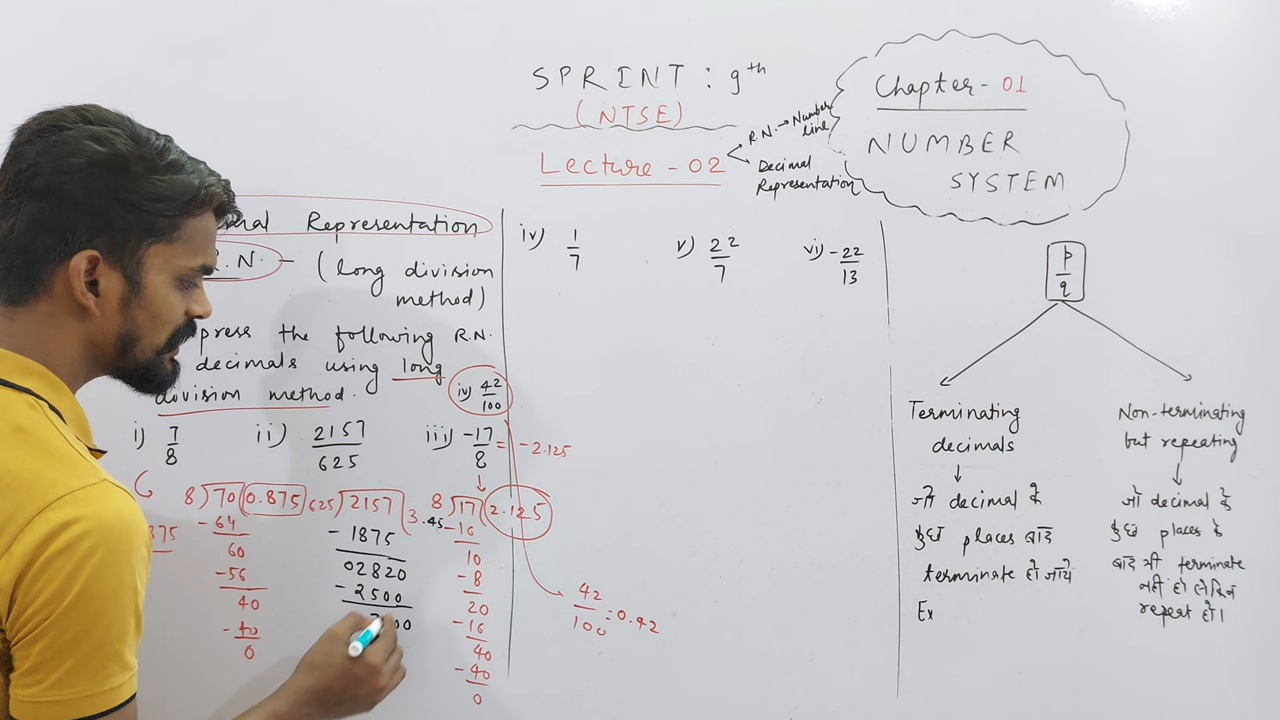 SPRINT : 9th
(NTSE)
Lecture - 02
R.N. → Number line
Decimal Representation
Chapter - 01
NUMBER
SYSTEM
Representation
R.N. - (long division
method)
the following R.N.
decimals using long
division method.
iv) 42/100
i) 7/8
ii) 2157/625
iii) -17/8 = -2.125
8)70(0.875
-64
60
-56
40
-40
0
625)2157(3.45
-1875
02820
-2500
8)17(2.125
-16
10
-8
20
-16
40
-40
0
42/100 = 0.42
iv) 1/7
v) 22/7
vi) -22/13
p/q
Terminating
decimals
जो decimal के
कुछ places बाद
terminate हो जाये
Ex
Non-terminating
but repeating
जो decimal के
कुछ places के
बाद भी terminate
नहीं हो लेकिन
repeat हो।